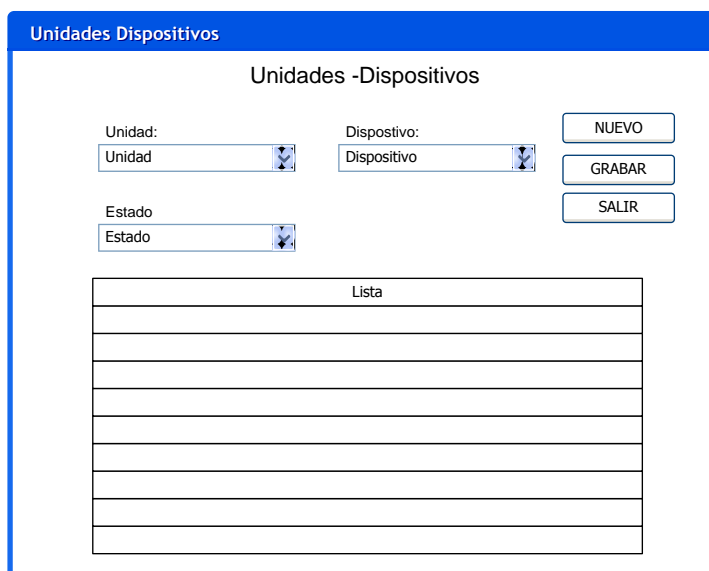 Unidades Dispositivos
Unidades -Dispositivos
Unidad:
Dispostivo:
NUEVO
Unidad
Dispositivo
GRABAR
Estado
SALIR
Estado
Lista